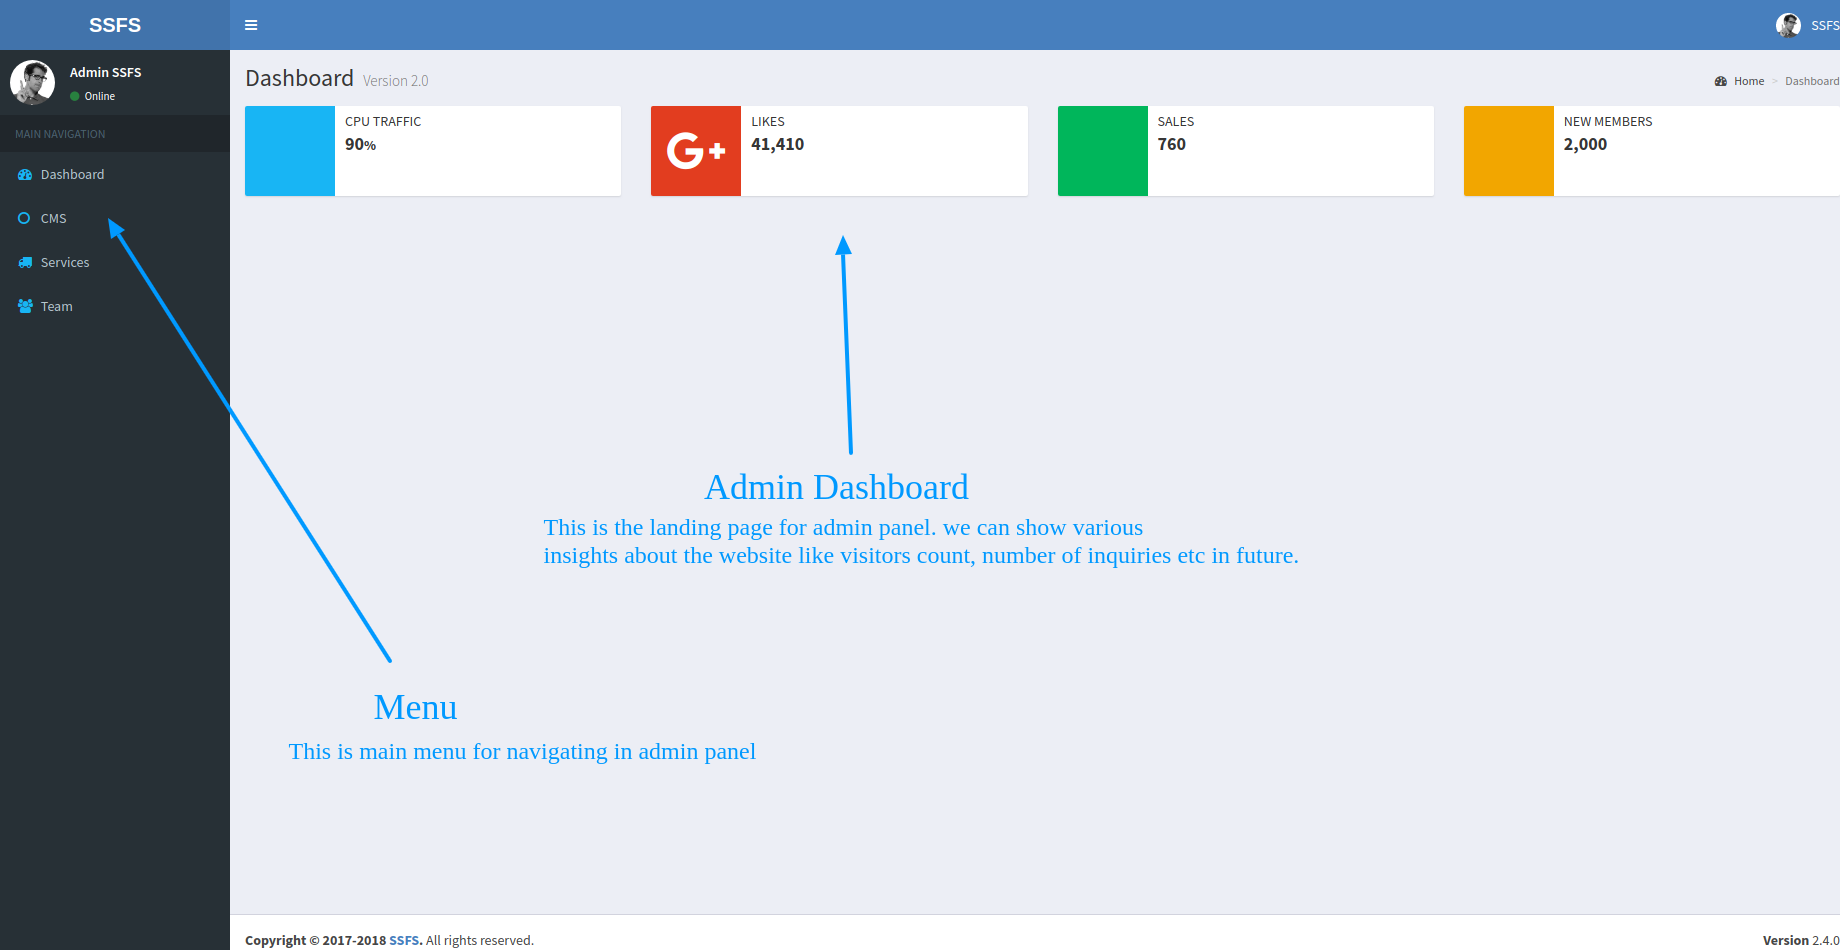 SSFS
SSFS
Admin SSFS
Online
MAIN NAVIGATION
Dashboard
CMS
Services
Team
Dashboard Version 2.0
Home > Dashboard
CPU TRAFFIC
90%
G+
LIKES
41,410
SALES
760
NEW MEMBERS
2,000
Admin Dashboard
This is the landing page for admin panel. we can show various
insights about the website like visitors count, number of inquiries etc in future.
Menu
This is main menu for navigating in admin panel
Copyright © 2017-2018 SSFS. All rights reserved.
Version 2.4.0